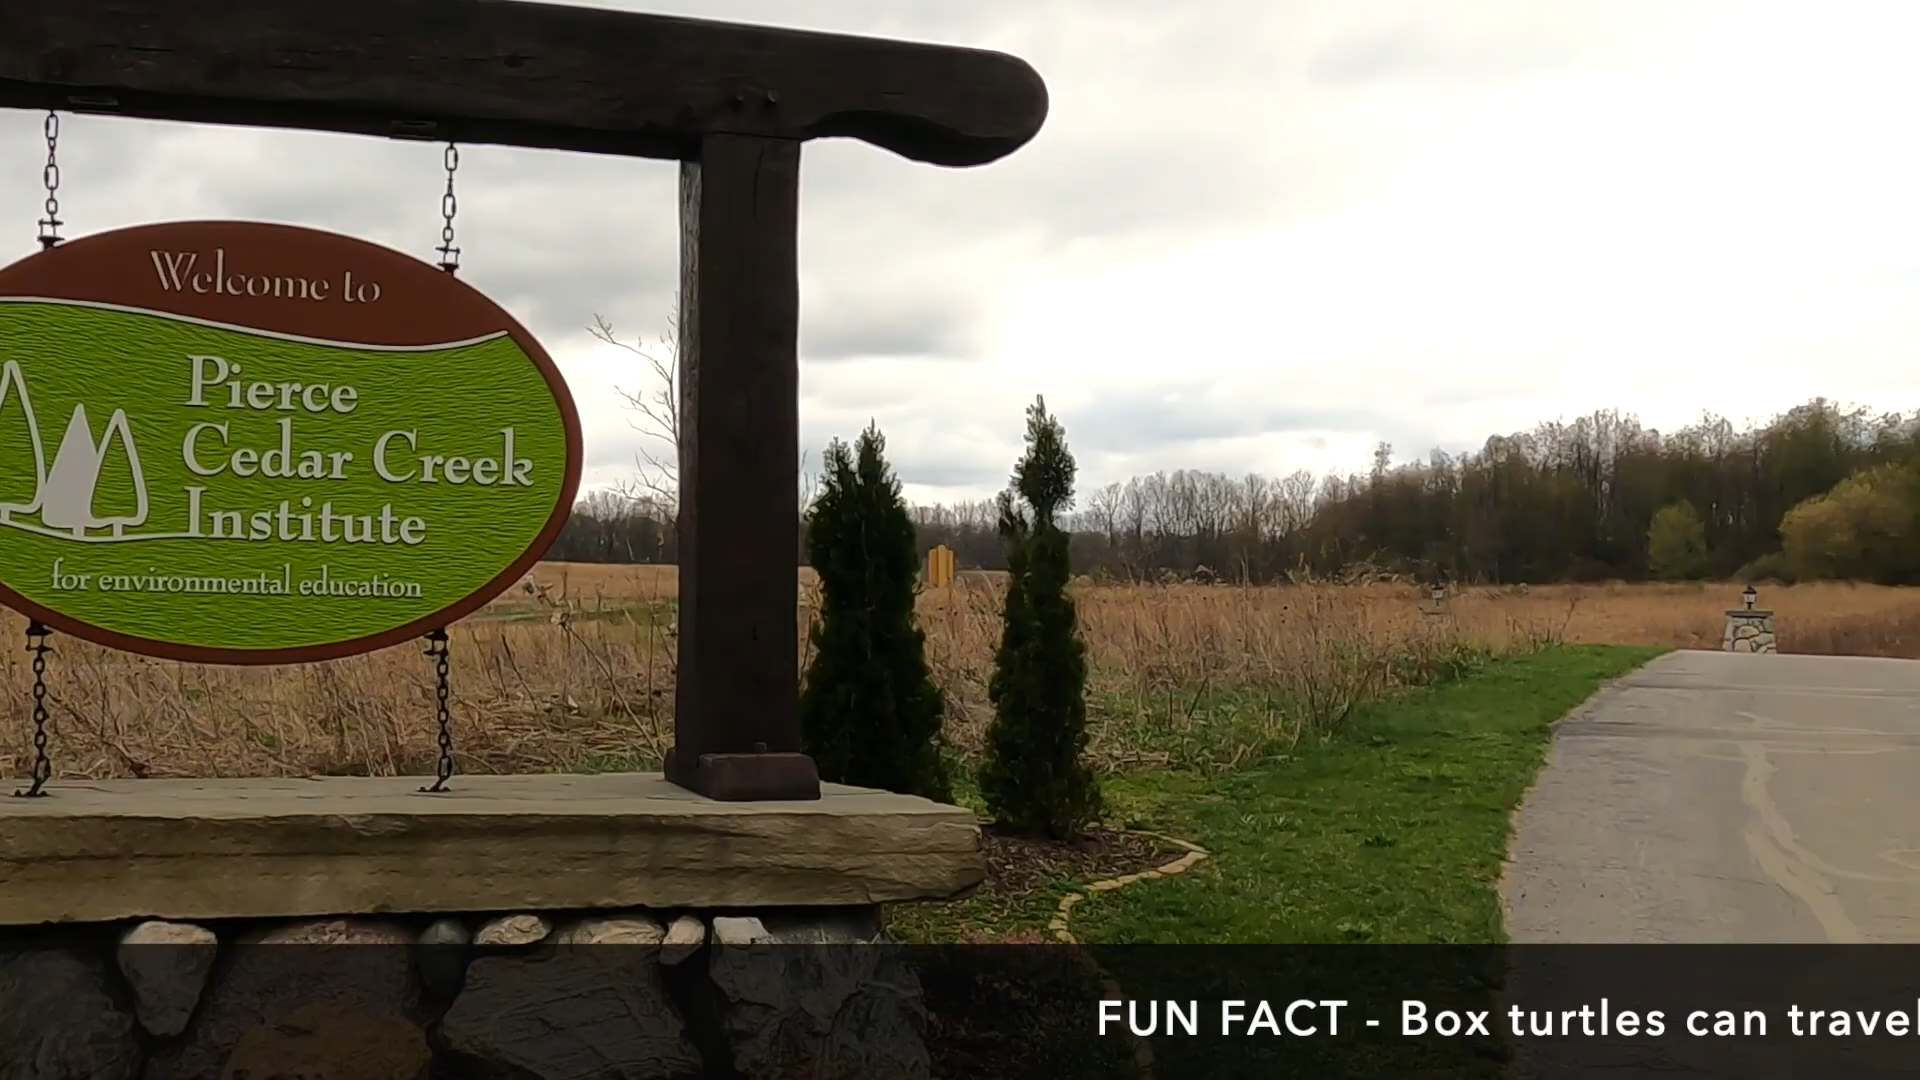 Welcome to
Pierce
Cedar Creek
Institute
for environmental education
FUN FACT - Box turtles can travel